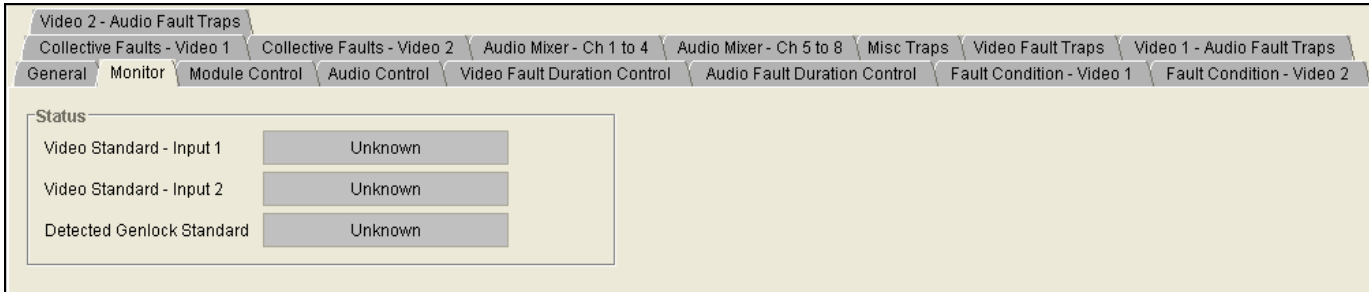 Video 2 - Audio Fault Traps
Collective Faults - Video 1 Collective Faults - Video 2 Audio Mixer - Ch 1 to 4 Audio Mixer - Ch 5 to 8 Misc Traps Video Fault Traps Video 1 - Audio Fault Traps
General Monitor Module Control Audio Control Video Fault Duration Control Audio Fault Duration Control Fault Condition - Video 1 Fault Condition - Video 2
Status
Video Standard - Input 1 Unknown
Video Standard - Input 2 Unknown
Detected Genlock Standard Unknown